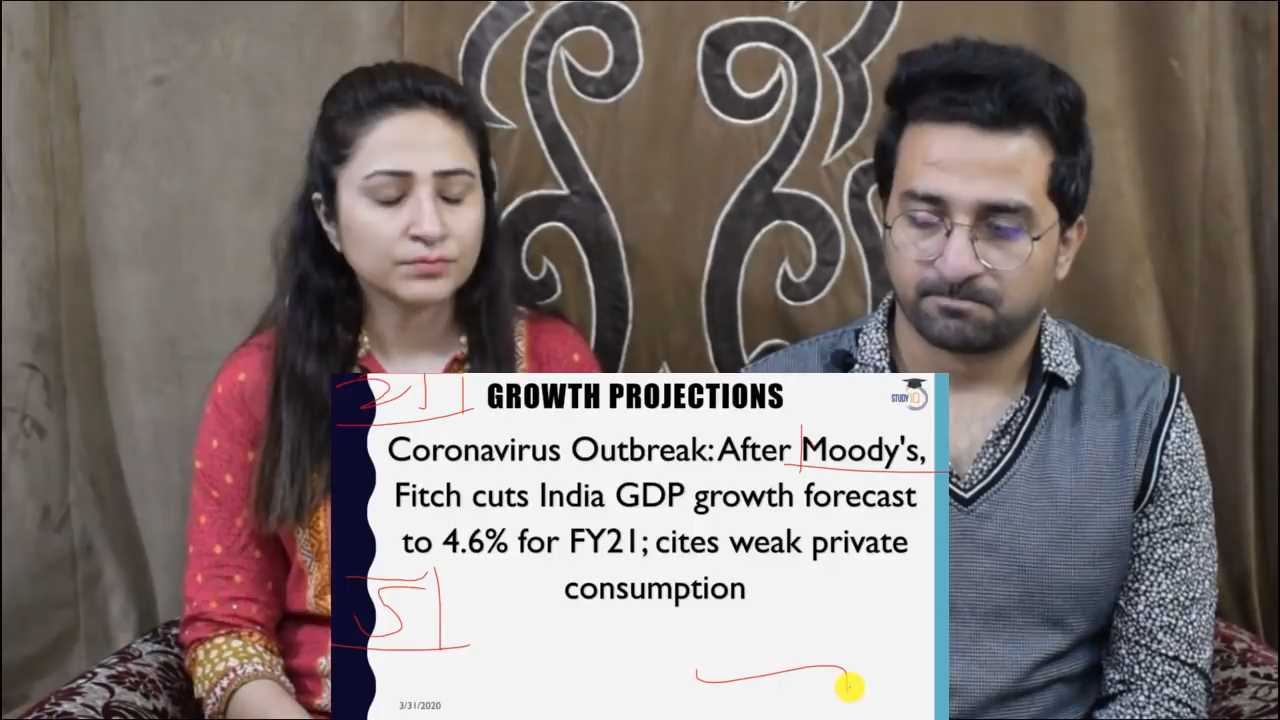 GROWTH PROJECTIONS
STUDY IQ
Coronavirus Outbreak: After Moody's,
Fitch cuts India GDP growth forecast
to 4.6% for FY21; cites weak private
consumption
3/31/2020